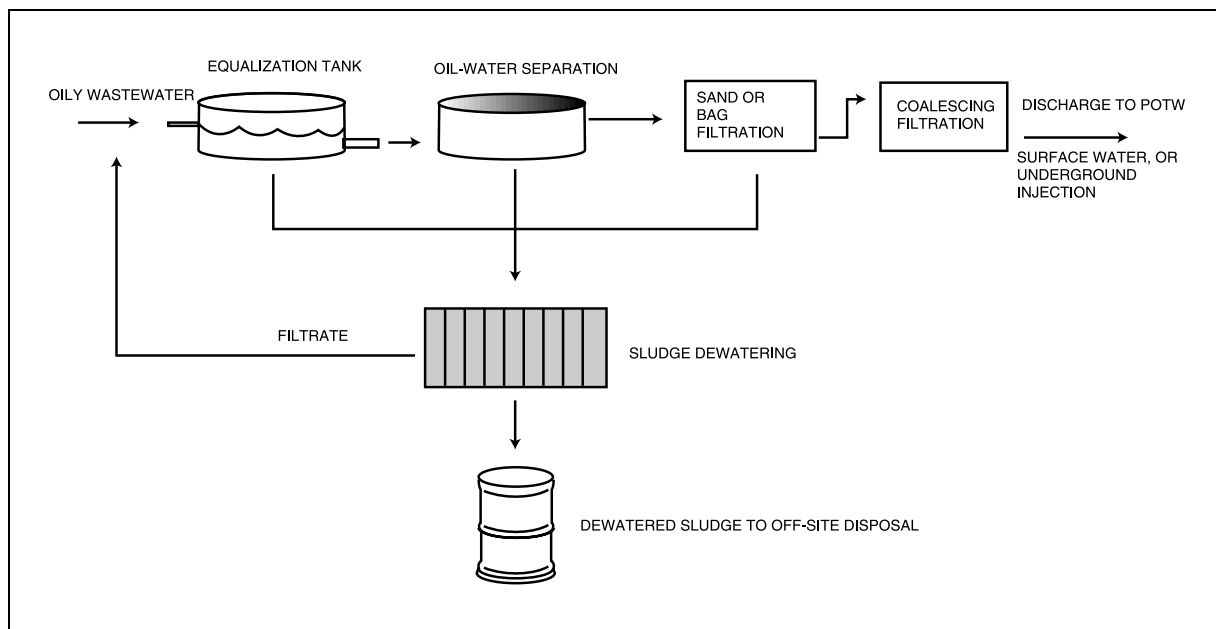 EQUALIZATION TANK
OIL-WATER SEPARATION
OILY WASTEWATER
SAND OR
BAG
FILTRATION
COALESCING
FILTRATION
DISCHARGE TO POTW
SURFACE WATER, OR
UNDERGROUND
INJECTION
FILTRATE
SLUDGE DEWATERING
DEWATERED SLUDGE TO OFF-SITE DISPOSAL